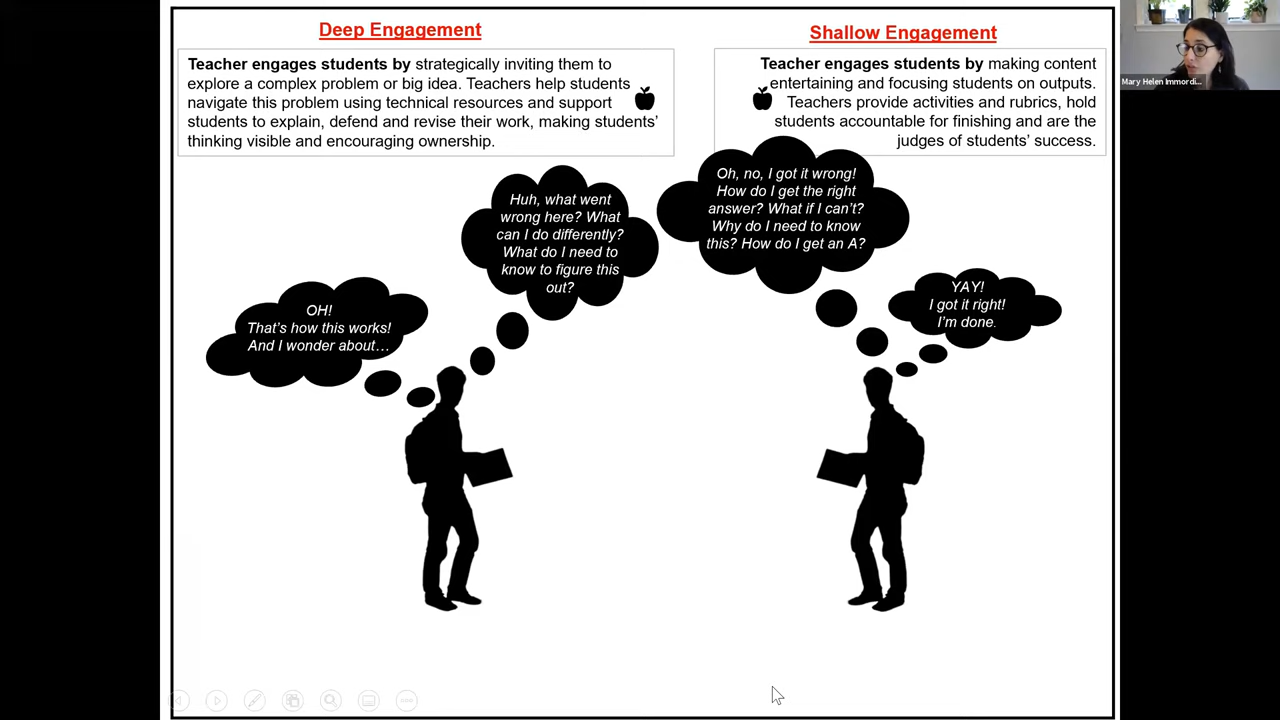 Deep Engagement
Teacher engages students by strategically inviting them to
explore a complex problem or big idea. Teachers help students
navigate this problem using technical resources and support
students to explain, defend and revise their work, making students'
thinking visible and encouraging ownership.
Shallow Engagement
Teacher engages students by making content
entertaining and focusing students on outputs.
Teachers provide activities and rubrics, hold
students accountable for finishing and are the
judges of students' success.
Huh, what went
wrong here? What
can I do differently?
What do I need to
know to figure this
out?
OH!
That's how this works!
And I wonder about…
Oh, no, I got it wrong!
How do I get the right
answer? What if I can't?
Why do I need to know
this? How do I get an A?
YAY!
I got it right!
I'm done.
Mary Helen Immordi...